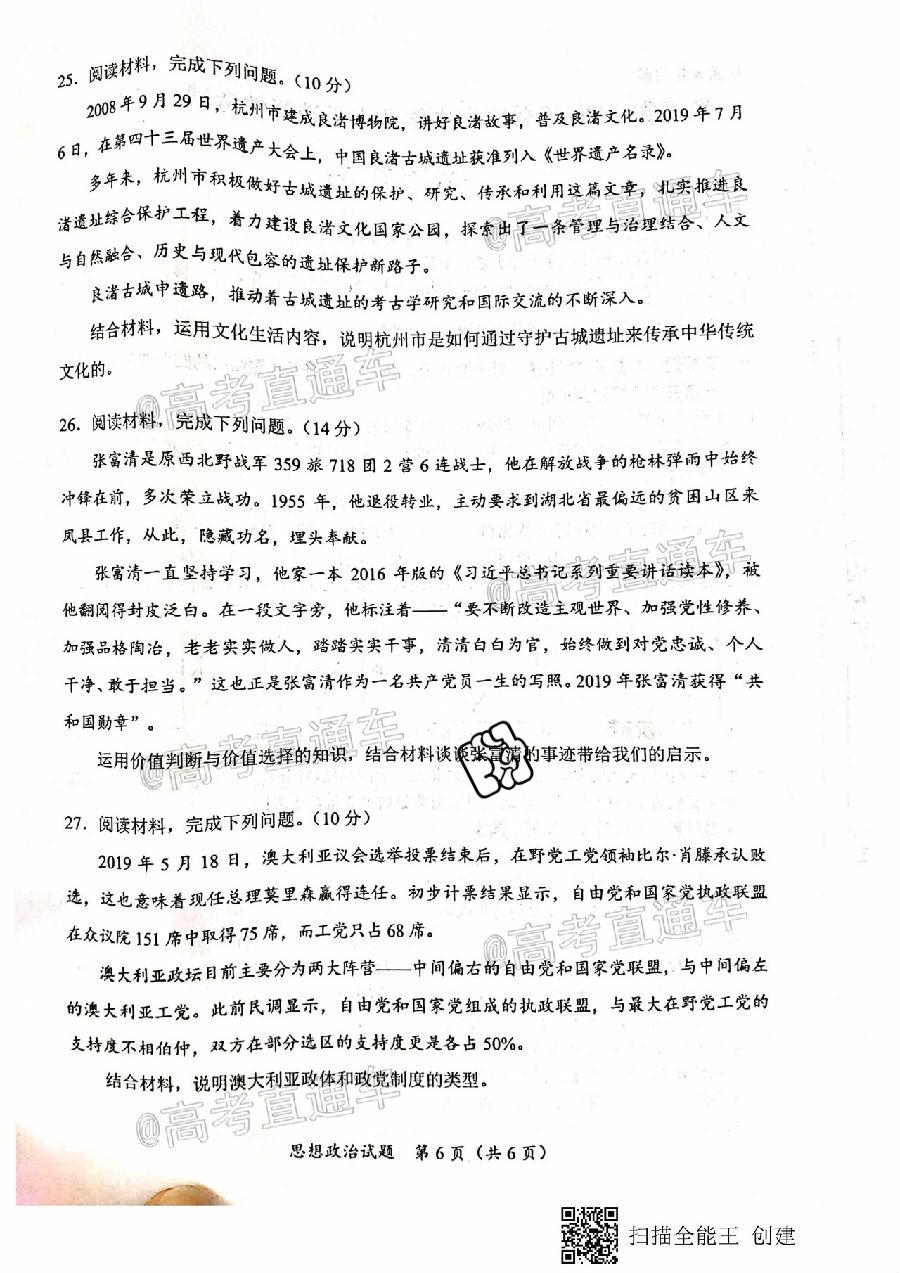 25. 阅读材料，完成下列问题。（10分）
2008年9月29日，杭州市建成良渚博物院，讲好良渚故事，普及良渚文化。2019年7月
6日，在第四十三届世界遗产大会上，中国良渚古城遗址获准列入《世界遗产名录》。
多年来，杭州市积极做好古城遗址的保护、研究、传承和利用这篇文章，扎实推进良
渚遗址综合保护工程，着力建设良渚文化国家公园，探索出了一条管理与治理结合、人文
与自然融合、历史与现代包容的遗址保护新路子。
@高考直通车
良渚古城申遗路，推动着古城遗址的考古学研究和国际交流的不断深入。
结合材料，运用文化生活内容，说明杭州市是如何通过守护古城遗址来传承中华传统
文化的。
@高考直通车
26. 阅读材料，完成下列问题。（14分）
张富清是原西北野战军359旅718团2营6连战士，他在解放战争的枪林弹雨中始终
冲锋在前，多次荣立战功。1955年，他退役转业，主动要求到湖北省最偏远的贫困山区来
凤县工作，从此，隐藏功名，埋头奉献。
@高考直通车
张富清一直坚持学习，他家一本2016年版的《习近平总书记系列重要讲话读本》，被
他翻阅得封皮泛白。在一段文字旁，他标注着——“要不断改造主观世界、加强党性修养、
加强品格陶冶，老老实实做人，踏踏实实干事，清清白白为官，始终做到对党忠诚、个人
干净、敢于担当。”这也正是张富清作为一名共产党员一生的写照。2019年张富清获得“共
和国勋章”。
@高考直通车
运用价值判断与价值选择的知识，结合材料谈谈张富清的事迹带给我们的启示。
27. 阅读材料，完成下列问题。（10分）
2019年5月18日，澳大利亚议会选举投票结束后，在野党工党领袖比尔·肖滕承认败
选，这也意味着现任总理莫里森赢得连任。初步计票结果显示，自由党和国家党执政联盟
在众议院151席中取得75席，而工党只占68席。
@高考直通车
澳大利亚政坛目前主要分为两大阵营——中间偏右的自由党和国家党联盟，与中间偏左
的澳大利亚工党。此前民调显示，自由党和国家党组成的执政联盟，与最大在野党工党的
支持度不相伯仲，双方在部分选区的支持度更是各占50%。
结合材料，说明澳大利亚政体和政党制度的类型。
@高考直通车
思想政治试题 第6页（共6页）
扫描全能王 创建